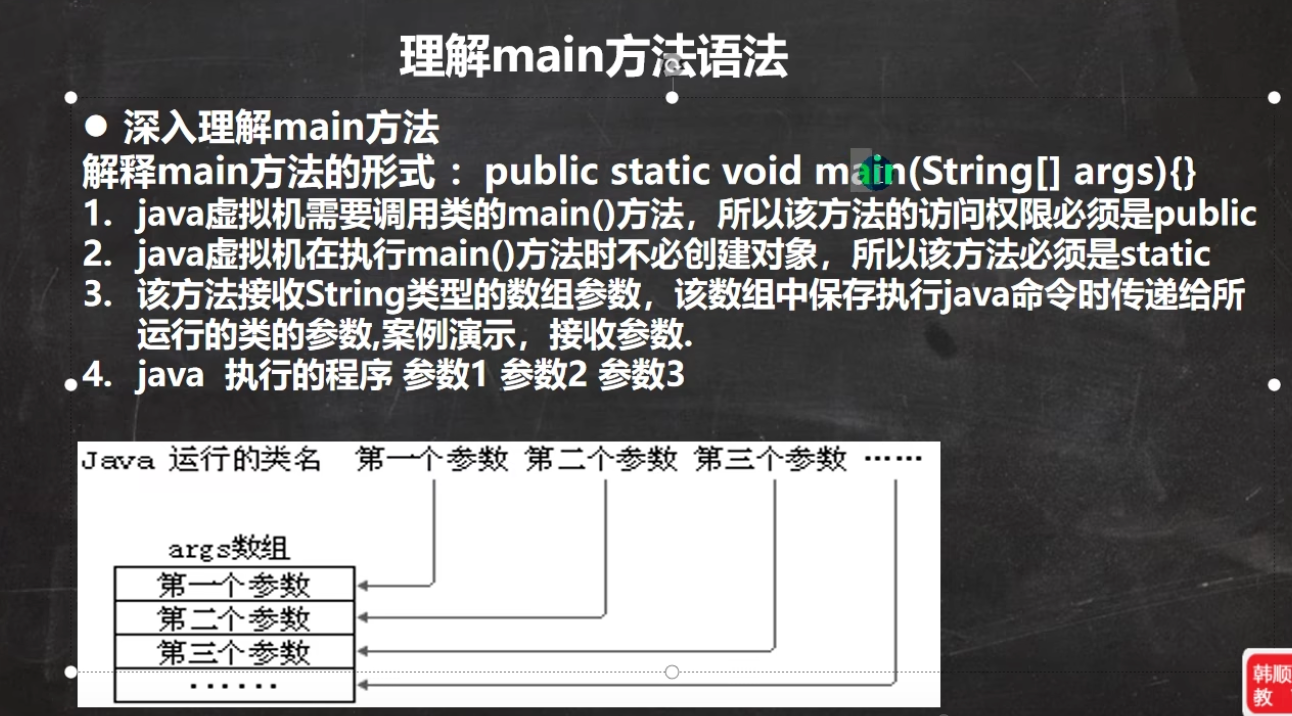 理解main方法语法
● 深入理解main方法
解释main方法的形式 : public static void main(String[] args){}
1. java虚拟机需要调用类的main()方法，所以该方法的访问权限必须是public
2. java虚拟机在执行main()方法时不必创建对象，所以该方法必须是static
3. 该方法接收String类型的数组参数，该数组中保存执行java命令时传递给所
运行的类的参数,案例演示，接收参数.
4. java 执行的程序 参数1 参数2 参数3
Java 运行的类名 第一个参数 第二个参数 第三个参数 ……
args数组
第一个参数
第二个参数
第三个参数
······
韩顺
教